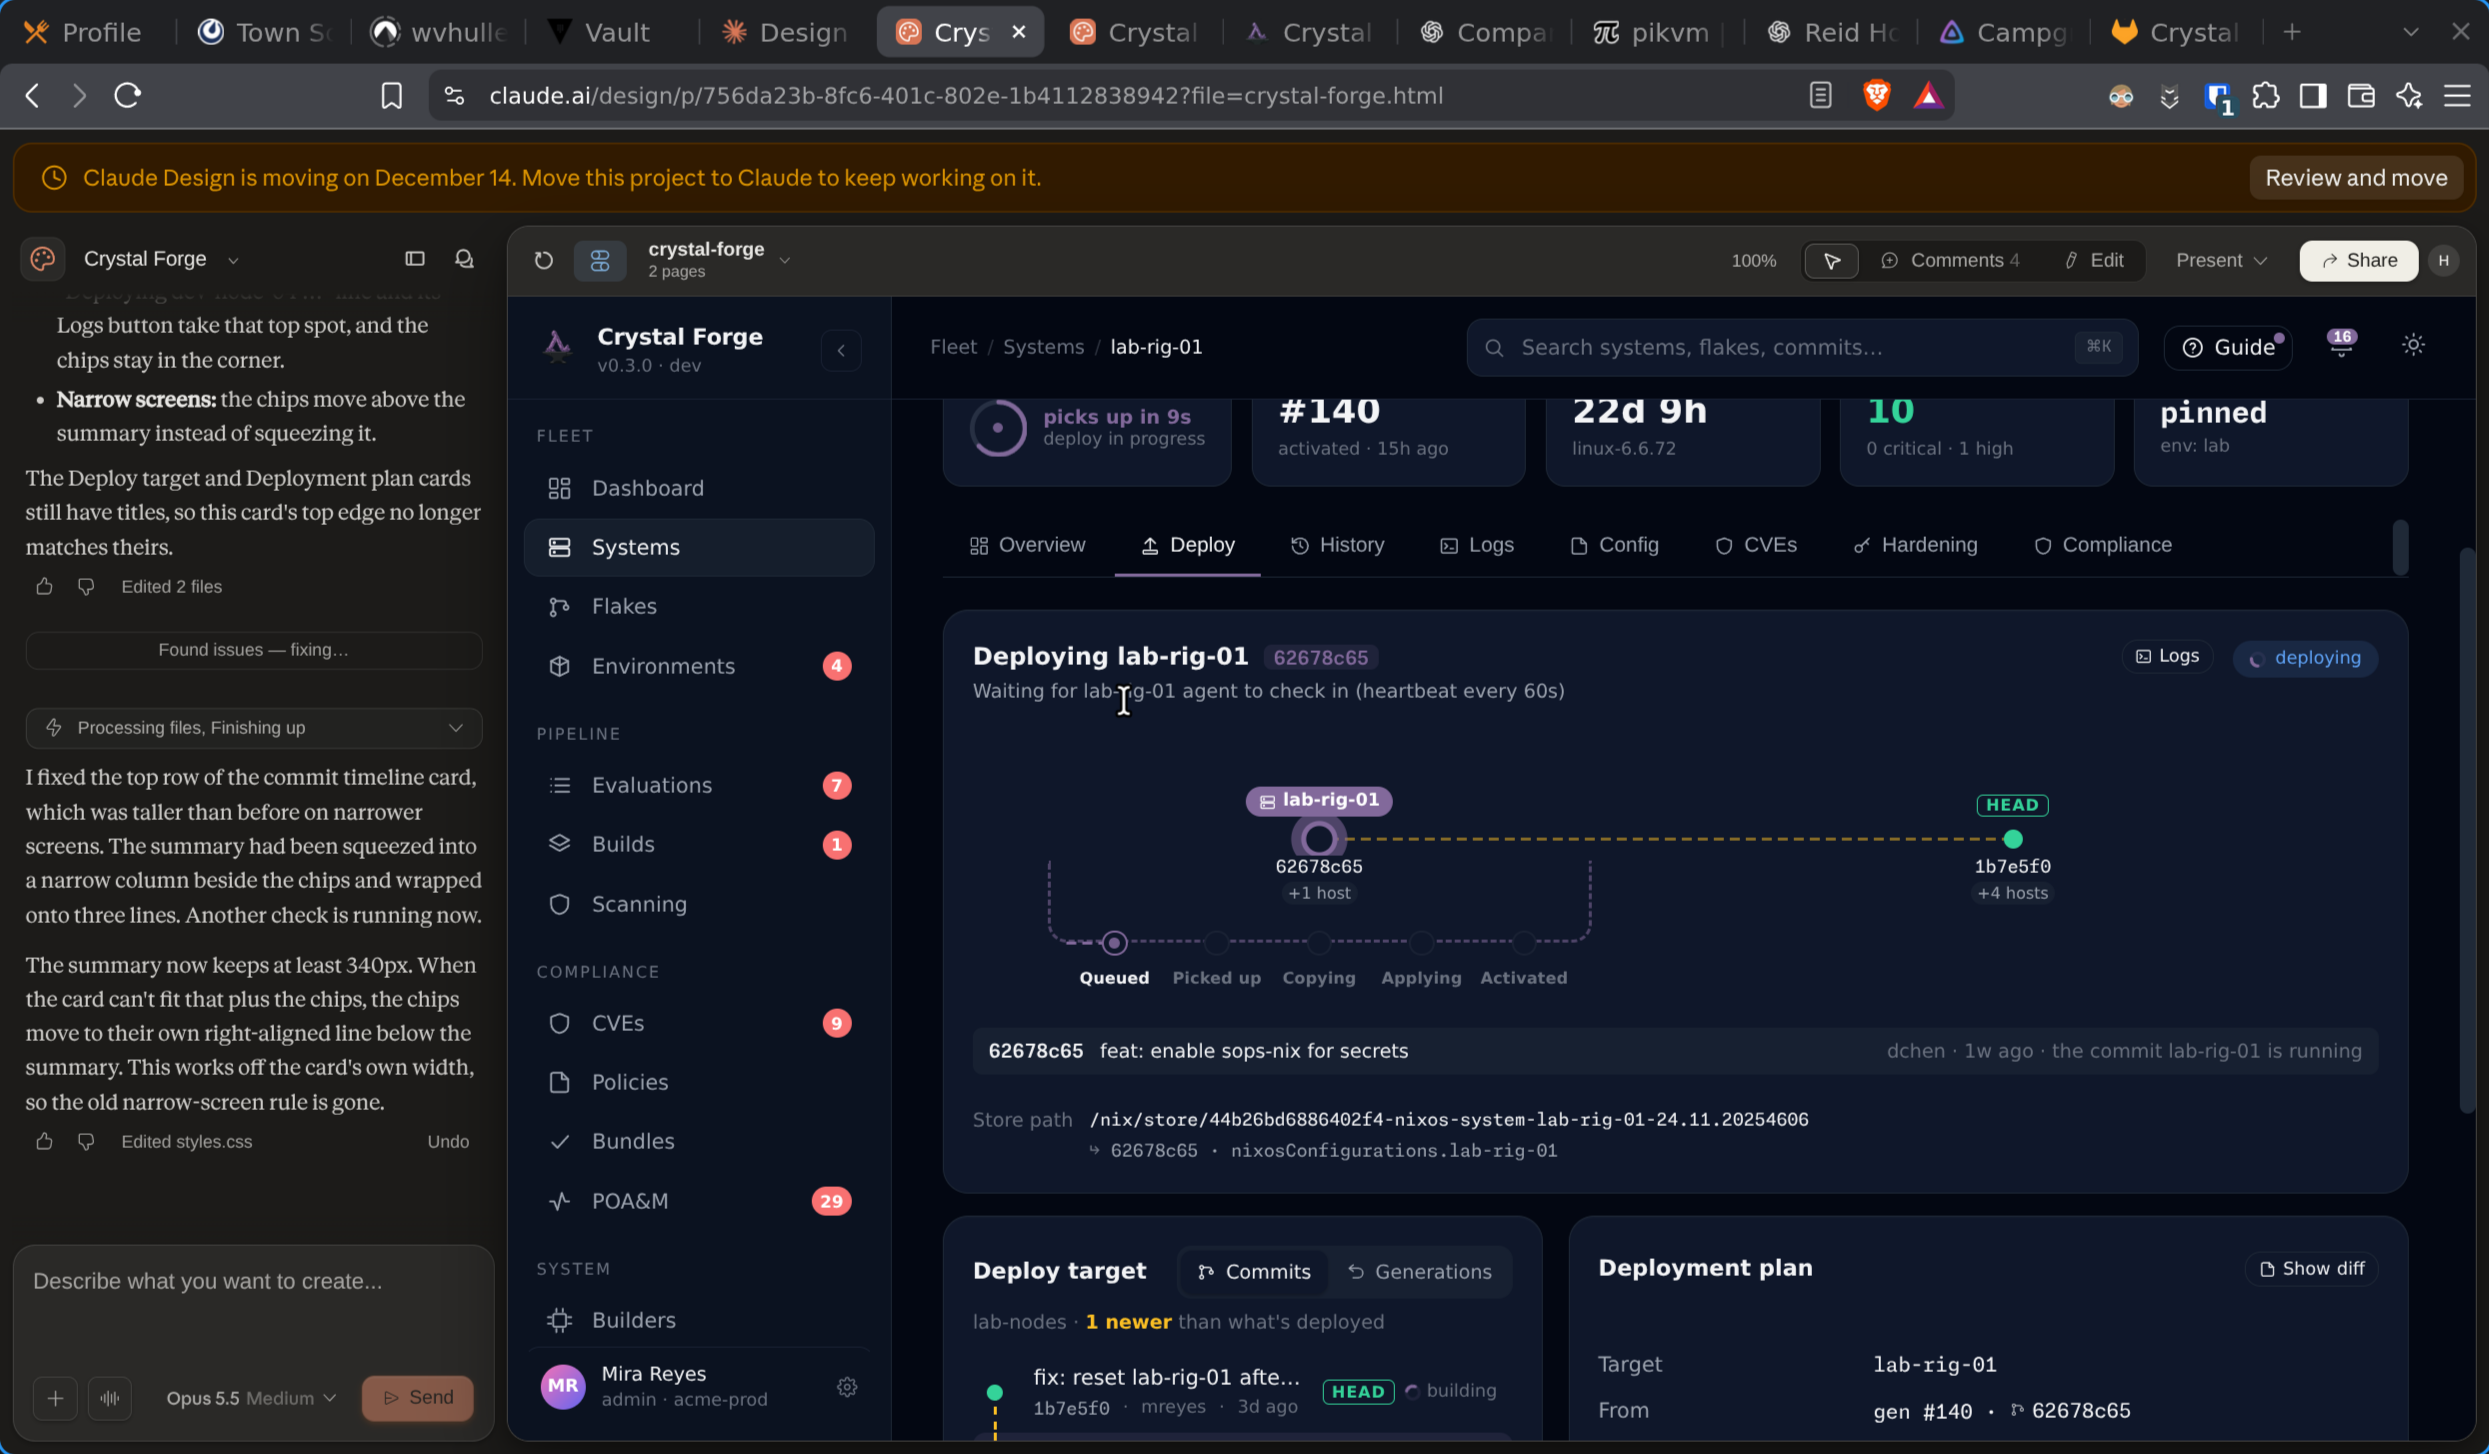 Profile
Town Sc
wvhulle
Vault
Design
Crys
Crystal
Crystal
Compa
pikvm
Reid Ho
Campg
Crystal
claude.ai/design/p/756da23b-8fc6-401c-802e-1b4112838942?file=crystal-forge.html
1
Claude Design is moving on December 14. Move this project to Claude to keep working on it.
Review and move
Crystal Forge
Logs button take that top spot, and the
chips stay in the corner.
• Narrow screens: the chips move above the
summary instead of squeezing it.
The Deploy target and Deployment plan cards
still have titles, so this card's top edge no longer
matches theirs.
Edited 2 files
Found issues — fixing...
Processing files, Finishing up
I fixed the top row of the commit timeline card,
which was taller than before on narrower
screens. The summary had been squeezed into
a narrow column beside the chips and wrapped
onto three lines. Another check is running now.
The summary now keeps at least 340px. When
the card can't fit that plus the chips, the chips
move to their own right-aligned line below the
summary. This works off the card's own width,
so the old narrow-screen rule is gone.
Edited styles.css
Undo
Describe what you want to create...
Opus 5.5 Medium
Send
crystal-forge
2 pages
100%
Comments 4
Edit
Present
Share
H
Crystal Forge
v0.3.0 · dev
FLEET
Dashboard
Systems
Flakes
Environments 4
PIPELINE
Evaluations 7
Builds 1
Scanning
COMPLIANCE
CVEs 9
Policies
Bundles
POA&M 29
SYSTEM
Builders
MR
Mira Reyes
admin · acme-prod
Fleet / Systems / lab-rig-01
Search systems, flakes, commits...
⌘K
Guide
16
picks up in 9s
deploy in progress
#140
activated · 15h ago
22d 9h
linux-6.6.72
10
0 critical · 1 high
pinned
env: lab
Overview
Deploy
History
Logs
Config
CVEs
Hardening
Compliance
Deploying lab-rig-01 62678c65
Logs
deploying
Waiting for lab-rig-01 agent to check in (heartbeat every 60s)
lab-rig-01
62678c65
+1 host
HEAD
1b7e5f0
+4 hosts
Queued
Picked up
Copying
Applying
Activated
62678c65 feat: enable sops-nix for secrets
dchen · 1w ago · the commit lab-rig-01 is running
Store path /nix/store/44b26bd6886402f4-nixos-system-lab-rig-01-24.11.20254606
↳ 62678c65 · nixosConfigurations.lab-rig-01
Deploy target
Commits
Generations
lab-nodes · 1 newer than what's deployed
fix: reset lab-rig-01 afte...
1b7e5f0 · mreyes · 3d ago
HEAD
building
Deployment plan
Show diff
Target lab-rig-01
From gen #140 · 62678c65